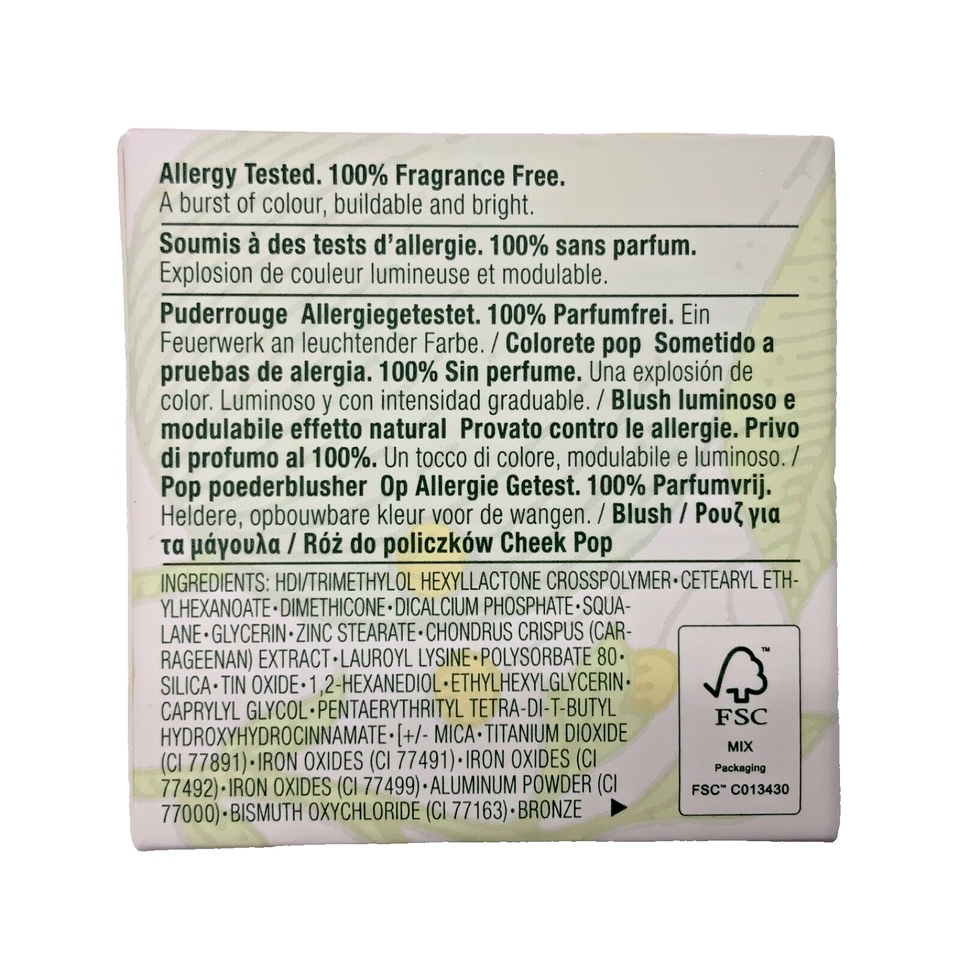 Allergy Tested. 100% Fragrance Free.
A burst of colour, buildable and bright.
Soumis à des tests d'allergie. 100% sans parfum.
Explosion de couleur lumineuse et modulable.
Puderrouge Allergiegetestet. 100% Parfumfrei. Ein
Feuerwerk an leuchtender Farbe. / Colorete pop Sometido a
pruebas de alergia. 100% Sin perfume. Una explosión de
color. Luminoso y con intensidad graduable. / Blush luminoso e
modulabile effetto natural Provato contro le allergie. Privo
di profumo al 100%. Un tocco di colore, modulabile e luminoso. /
Pop poederblusher Op Allergie Getest. 100% Parfumvrij.
Heldere, opbouwbare kleur voor de wangen. / Blush / Ρουζ για
τα μάγουλα / Róż do policzków Cheek Pop
INGREDIENTS: HDI/TRIMETHYLOL HEXYLLACTONE CROSSPOLYMER•CETEARYL ETH-
YLHEXANOATE•DIMETHICONE•DICALCIUM PHOSPHATE•SQUA-
LANE•GLYCERIN•ZINC STEARATE•CHONDRUS CRISPUS (CAR-
RAGEENAN) EXTRACT•LAUROYL LYSINE•POLYSORBATE 80•
SILICA•TIN OXIDE•1,2-HEXANEDIOL•ETHYLHEXYLGLYCERIN•
CAPRYLYL GLYCOL•PENTAERYTHRITYL TETRA-DI-T-BUTYL
HYDROXYHYDROCINNAMATE•[+/- MICA•TITANIUM DIOXIDE
(CI 77891)•IRON OXIDES (CI 77491)•IRON OXIDES (CI
77492)•IRON OXIDES (CI 77499)•ALUMINUM POWDER (CI
77000)•BISMUTH OXYCHLORIDE (CI 77163)•BRONZE ▶
™
FSC
MIX
Packaging
FSC™ C013430